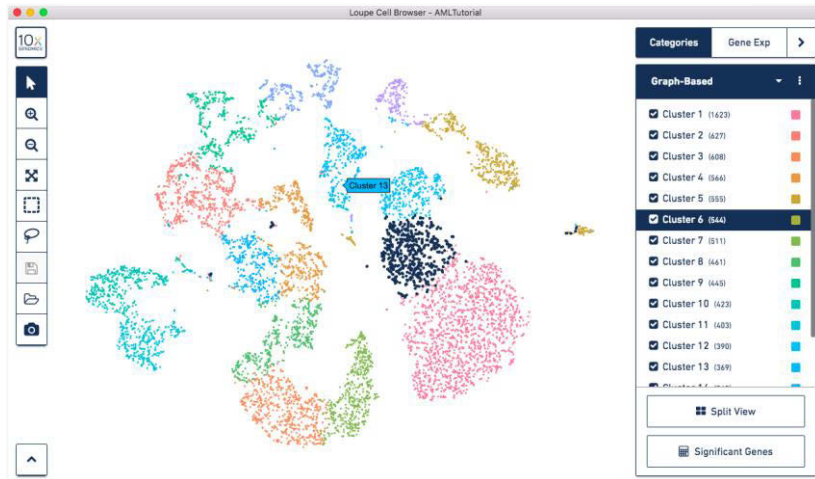 Loupe Cell Browser - AMLTutorial
10x
GENOMICS
Categories
Gene Exp
Graph-Based
Cluster 1 (1623)
Cluster 2 (627)
Cluster 3 (608)
Cluster 4 (566)
Cluster 5 (555)
Cluster 6 (544)
Cluster 7 (511)
Cluster 8 (461)
Cluster 9 (445)
Cluster 10 (423)
Cluster 11 (403)
Cluster 12 (390)
Cluster 13 (369)
Cluster 13
Split View
Significant Genes